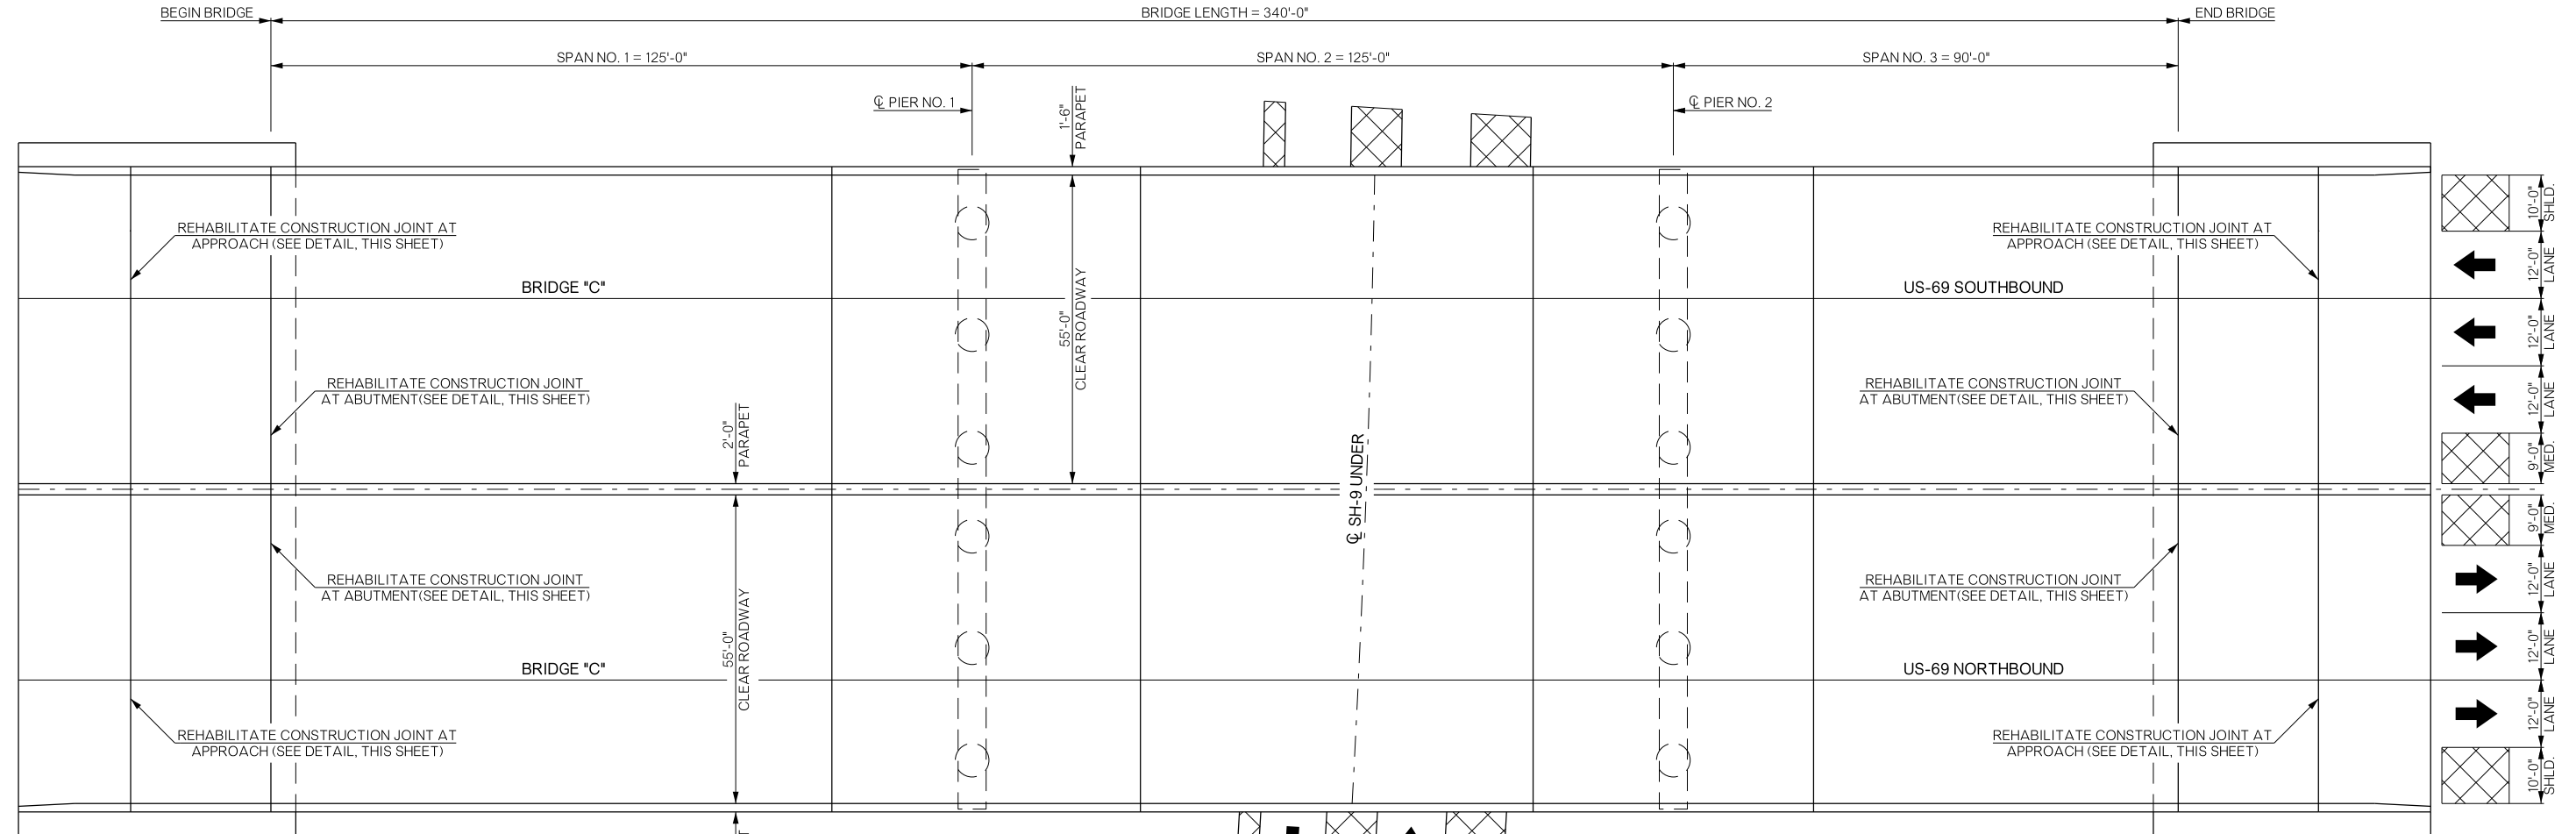 BEGIN BRIDGE
BRIDGE LENGTH = 340'-0"
END BRIDGE
SPAN NO. 1 = 125'-0"
SPAN NO. 2 = 125'-0"
SPAN NO. 3 = 90'-0"
℄ PIER NO. 1
1'-6"
PARAPET
℄ PIER NO. 2
REHABILITATE CONSTRUCTION JOINT AT
APPROACH (SEE DETAIL, THIS SHEET)
REHABILITATE CONSTRUCTION JOINT AT
APPROACH (SEE DETAIL, THIS SHEET)
10'-0"
SHLD.
12'-0"
LANE
BRIDGE "C"
55'-0"
CLEAR ROADWAY
US-69 SOUTHBOUND
12'-0"
LANE
REHABILITATE CONSTRUCTION JOINT
AT ABUTMENT(SEE DETAIL, THIS SHEET)
REHABILITATE CONSTRUCTION JOINT
AT ABUTMENT(SEE DETAIL, THIS SHEET)
12'-0"
LANE
2'-0"
PARAPET
℄ SH-9 UNDER
9'-0"
MED.
9'-0"
MED.
REHABILITATE CONSTRUCTION JOINT
AT ABUTMENT(SEE DETAIL, THIS SHEET)
REHABILITATE CONSTRUCTION JOINT
AT ABUTMENT(SEE DETAIL, THIS SHEET)
12'-0"
LANE
55'-0"
CLEAR ROADWAY
12'-0"
LANE
BRIDGE "C"
US-69 NORTHBOUND
12'-0"
LANE
REHABILITATE CONSTRUCTION JOINT AT
APPROACH (SEE DETAIL, THIS SHEET)
REHABILITATE CONSTRUCTION JOINT AT
APPROACH (SEE DETAIL, THIS SHEET)
10'-0"
SHLD.